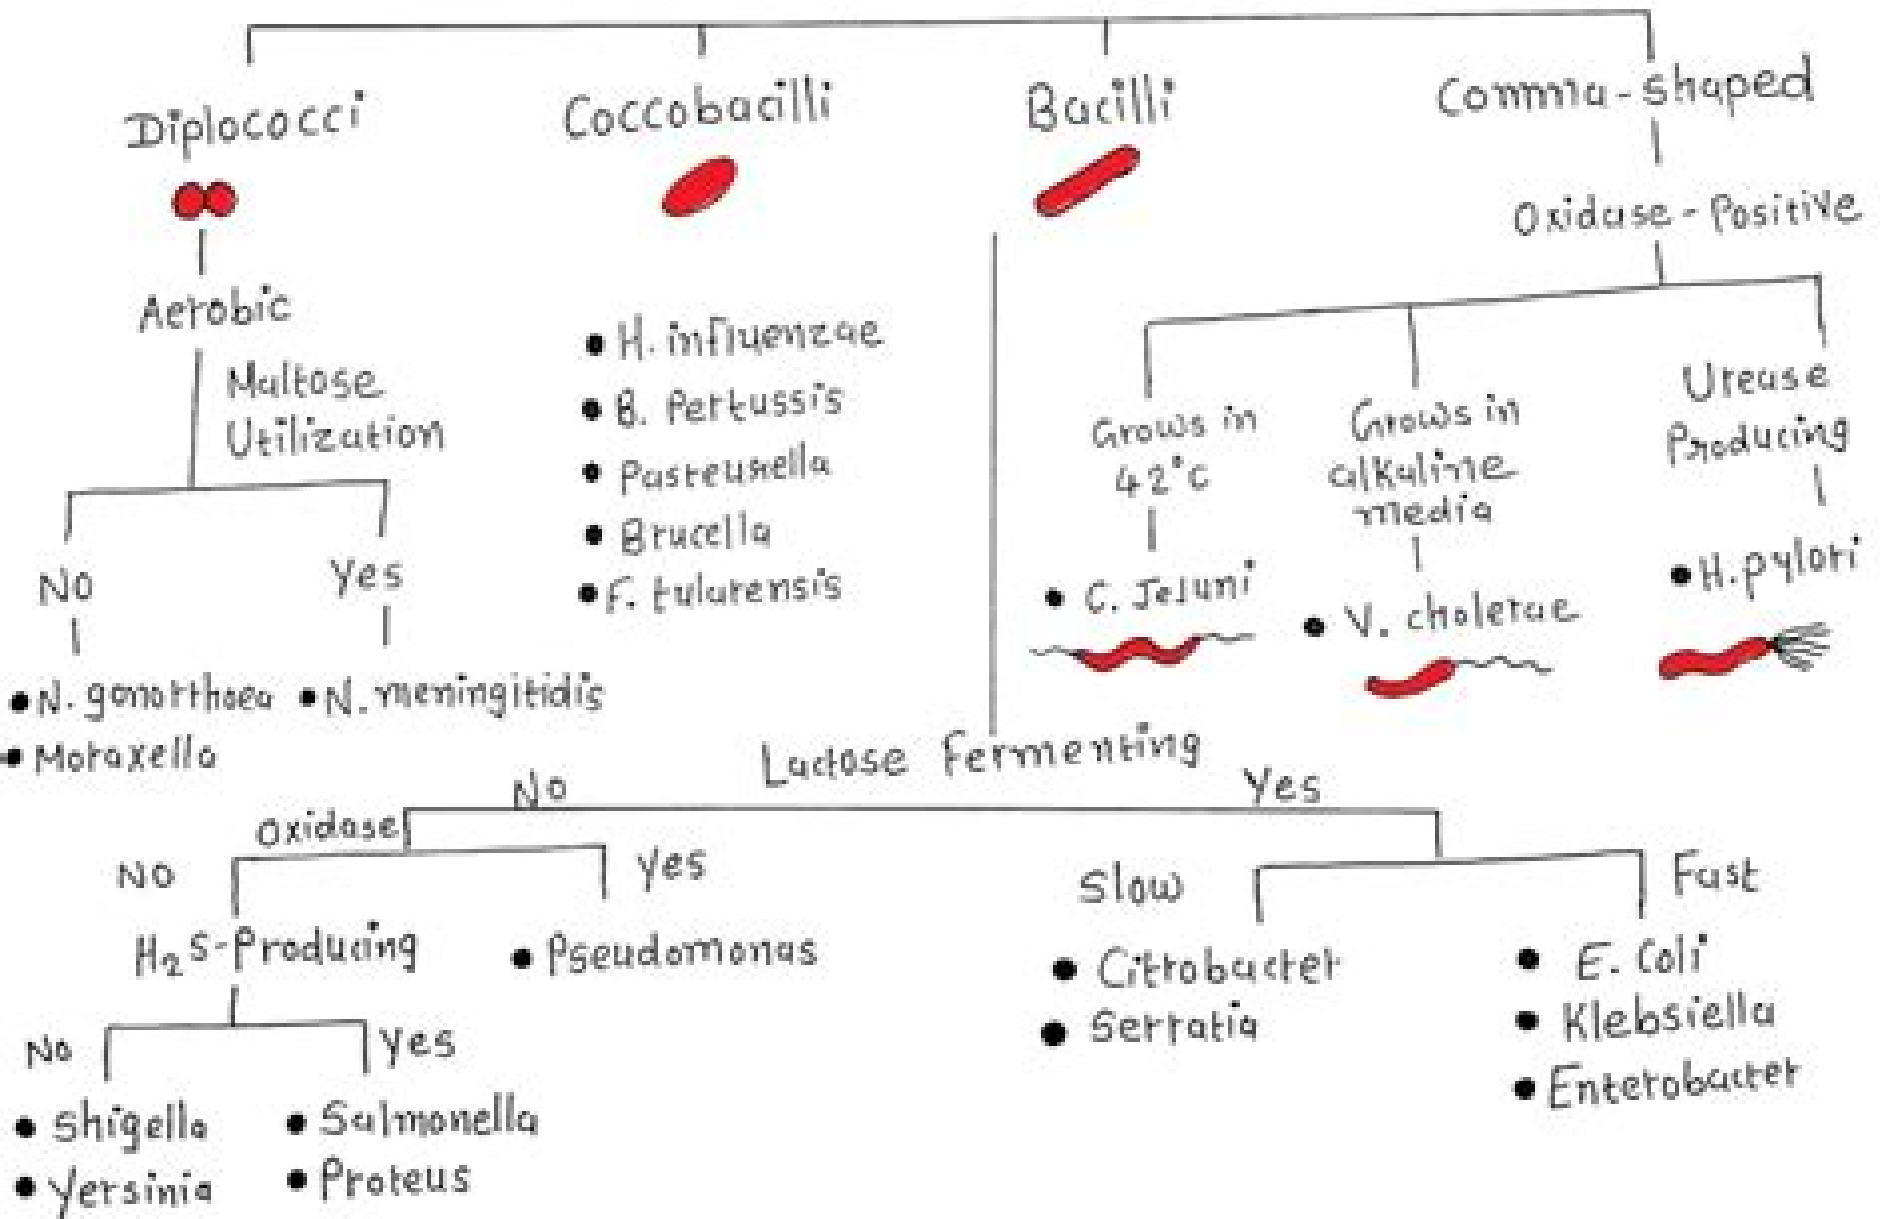 Diplococci
Coccobacilli
Bacilli
Comma-shaped
Oxidase-Positive
Aerobic
Maltose
Utilization
No
Yes
N. gonorrhoea
Moraxella
N. meningitidis
H. influenzae
B. Pertussis
Pasteurella
Brucella
F. tularensis
Grows in
42°C
C. Jejuni
Grows in
alkaline
media
V. cholerae
Urease
Producing
H. pylori
Lactose Fermenting
No
Yes
Oxidase
No
Yes
H2S-Producing
Pseudomonas
No
Yes
Shigella
Yersinia
Salmonella
Proteus
Slow
Fast
Citrobacter
Serratia
E. Coli
Klebsiella
Enterobacter